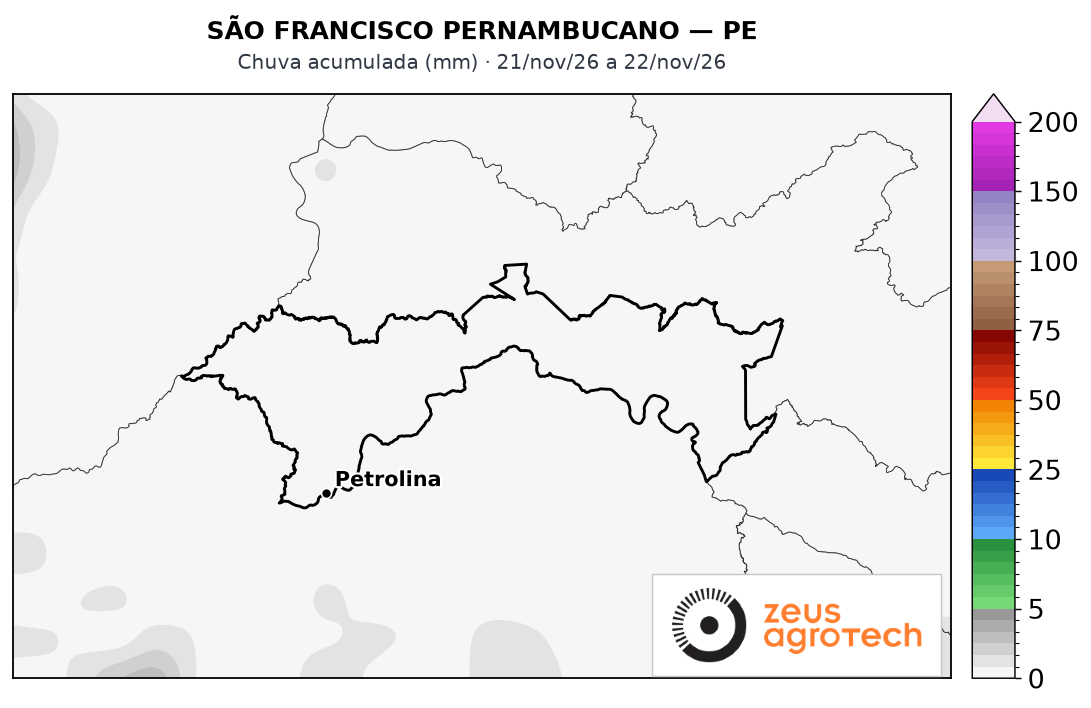 SÃO FRANCISCO PERNAMBUCANO — PE
Chuva acumulada (mm) · 21/nov/26 a 22/nov/26
200
150
100
75
50
25
10
5
0
Petrolina
zeus
agrotech